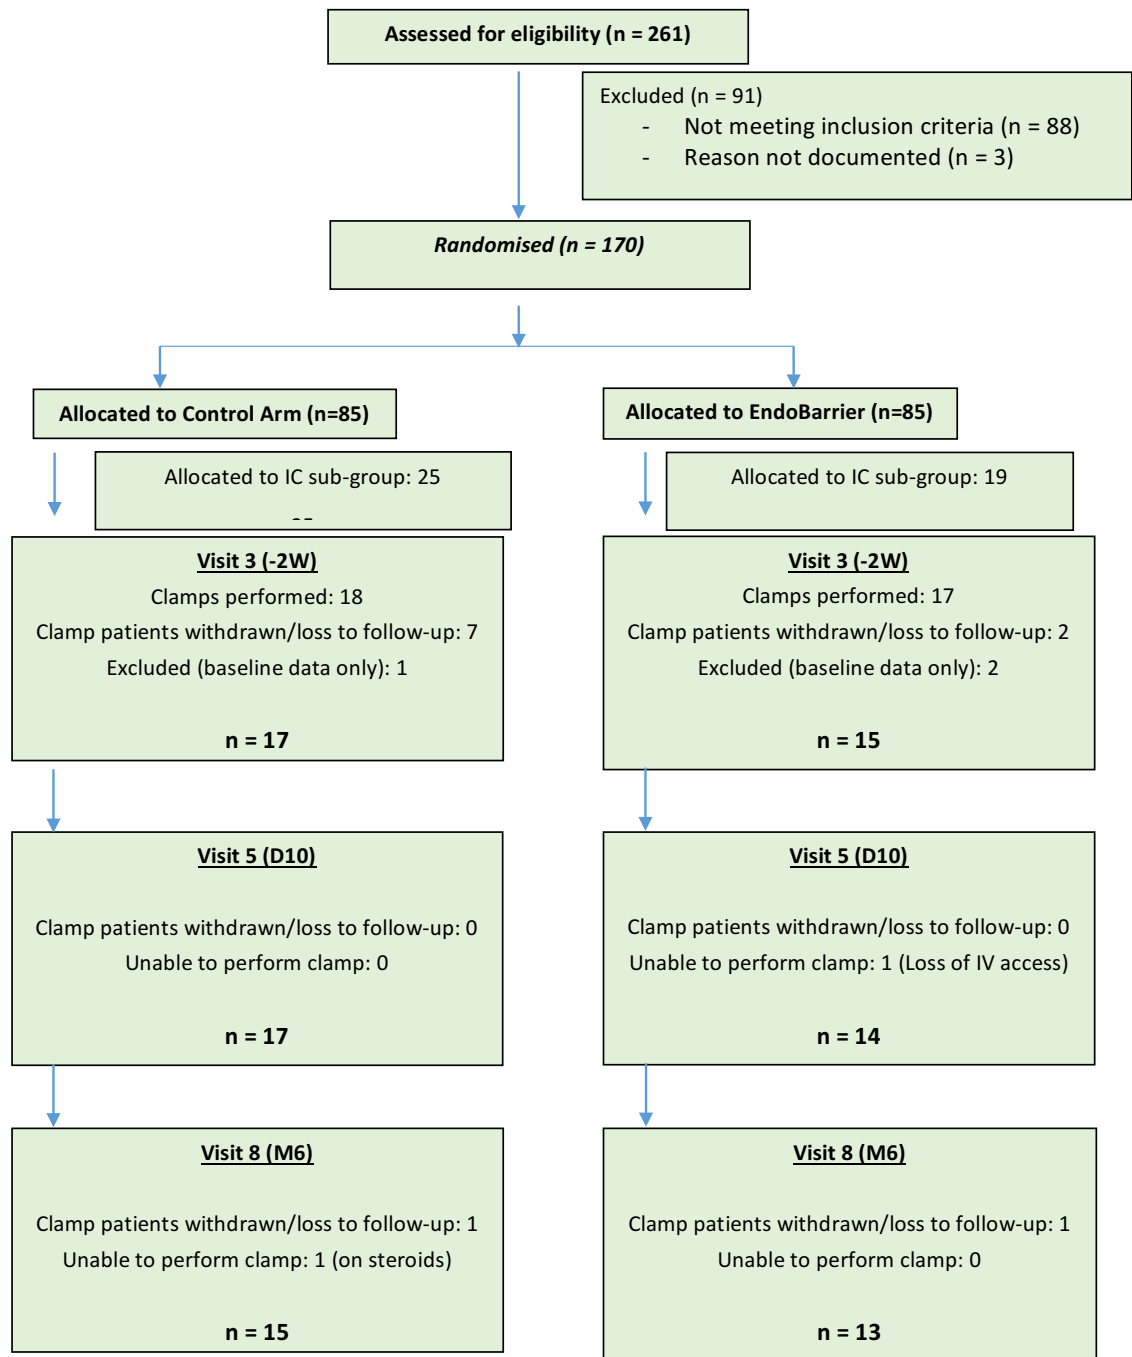 Assessed for eligibility (n = 261)
Excluded (n = 91)
- Not meeting inclusion criteria (n = 88)
- Reason not documented (n = 3)
Randomised (n = 170)
Allocated to Control Arm (n=85)
Allocated to IC sub-group: 25
Visit 3 (-2W)
Clamps performed: 18
Clamp patients withdrawn/loss to follow-up: 7
Excluded (baseline data only): 1
n = 17
Visit 5 (D10)
Clamp patients withdrawn/loss to follow-up: 0
Unable to perform clamp: 0
n = 17
Visit 8 (M6)
Clamp patients withdrawn/loss to follow-up: 1
Unable to perform clamp: 1 (on steroids)
n = 15
Allocated to EndoBarrier (n=85)
Allocated to IC sub-group: 19
Visit 3 (-2W)
Clamps performed: 17
Clamp patients withdrawn/loss to follow-up: 2
Excluded (baseline data only): 2
n = 15
Visit 5 (D10)
Clamp patients withdrawn/loss to follow-up: 0
Unable to perform clamp: 1 (Loss of IV access)
n = 14
Visit 8 (M6)
Clamp patients withdrawn/loss to follow-up: 1
Unable to perform clamp: 0
n = 13